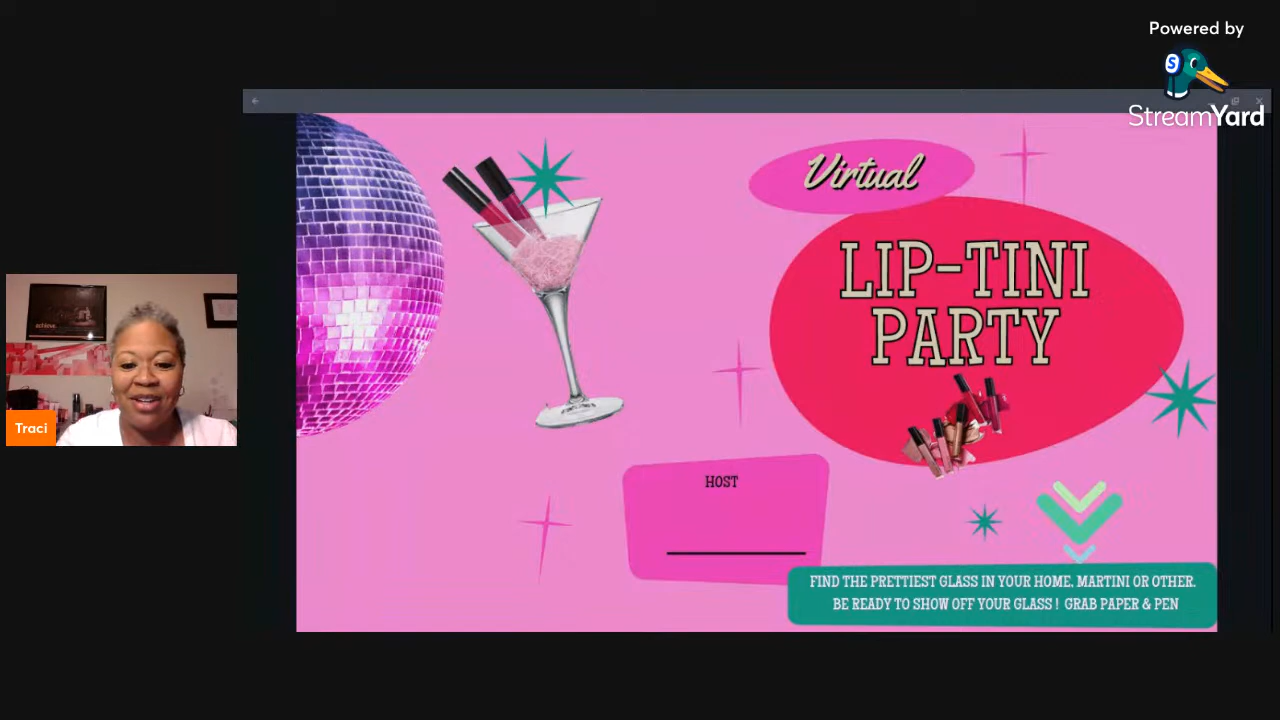 Powered by
StreamYard
Virtual
LIP-TINI
PARTY
Traci
HOST
FIND THE PRETTIEST GLASS IN YOUR HOME, MARTINI OR OTHER.
BE READY TO SHOW OFF YOUR GLASS ! GRAB PAPER & PEN